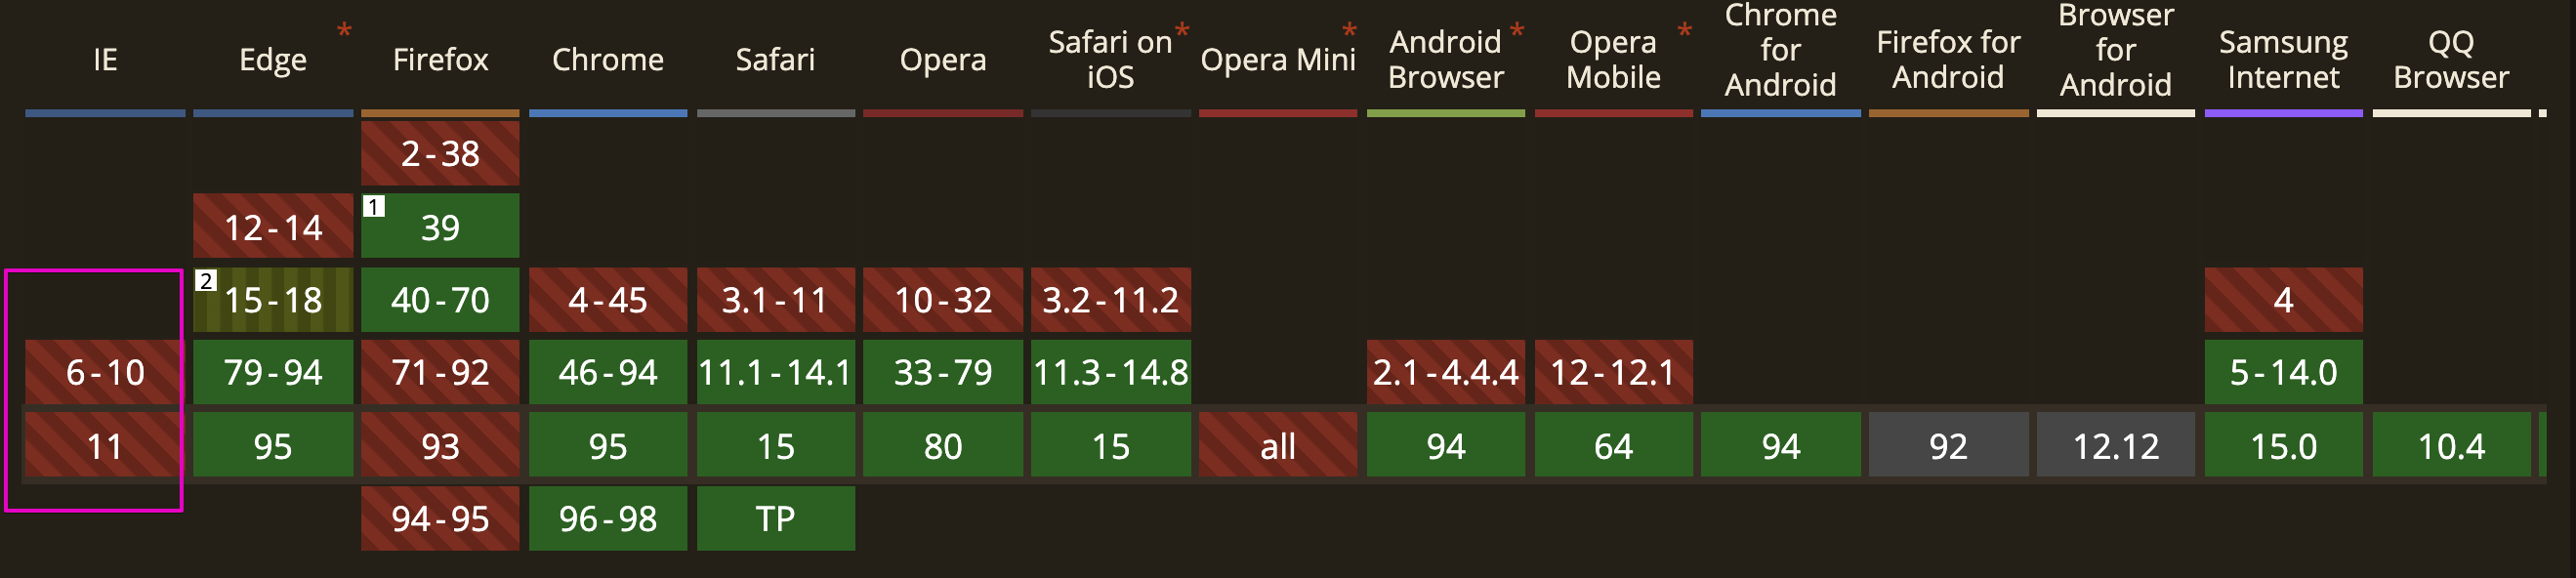 IE
Edge
*
Firefox
Chrome
Safari
Opera
Safari on
iOS
*
Opera Mini
*
Android
Browser
*
Opera
Mobile
*
Chrome
for
Android
Firefox for
Android
Browser
for
Android
Samsung
Internet
QQ
Browser
2-38
12-14
1
39
2
15-18
40-70
4-45
3.1-11
10-32
3.2-11.2
4
6-10
79-94
71-92
46-94
11.1-14.1
33-79
11.3-14.8
2.1-4.4.4
12-12.1
5-14.0
11
95
93
95
15
80
15
all
94
64
94
92
12.12
15.0
10.4
94-95
96-98
TP